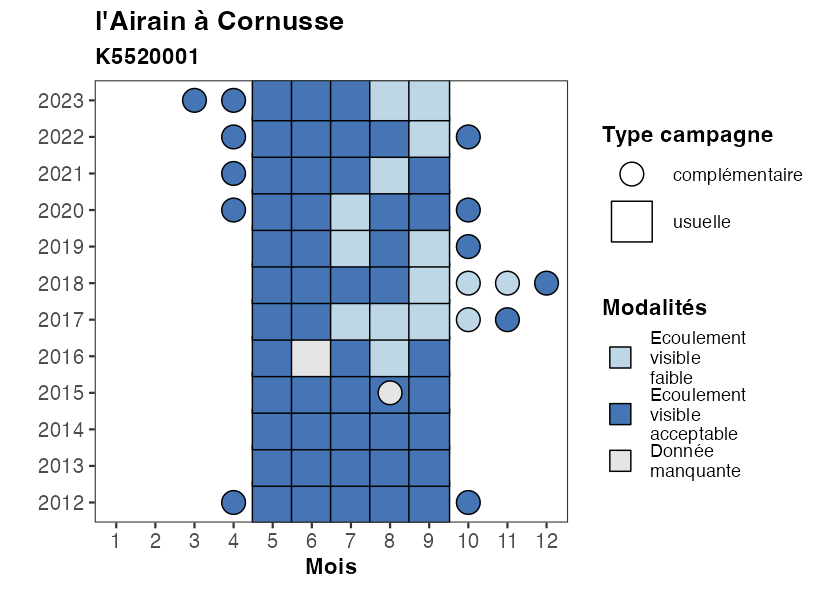 l'Airain à Cornusse
K5520001
2023
2022
2021
2020
2019
2018
2017
2016
2015
2014
2013
2012
1 2 3 4 5 6 7 8 9 10 11 12
Mois
Type campagne
complémentaire
usuelle
Modalités
Ecoulement
visible
faible
Ecoulement
visible
acceptable
Donnée
manquante